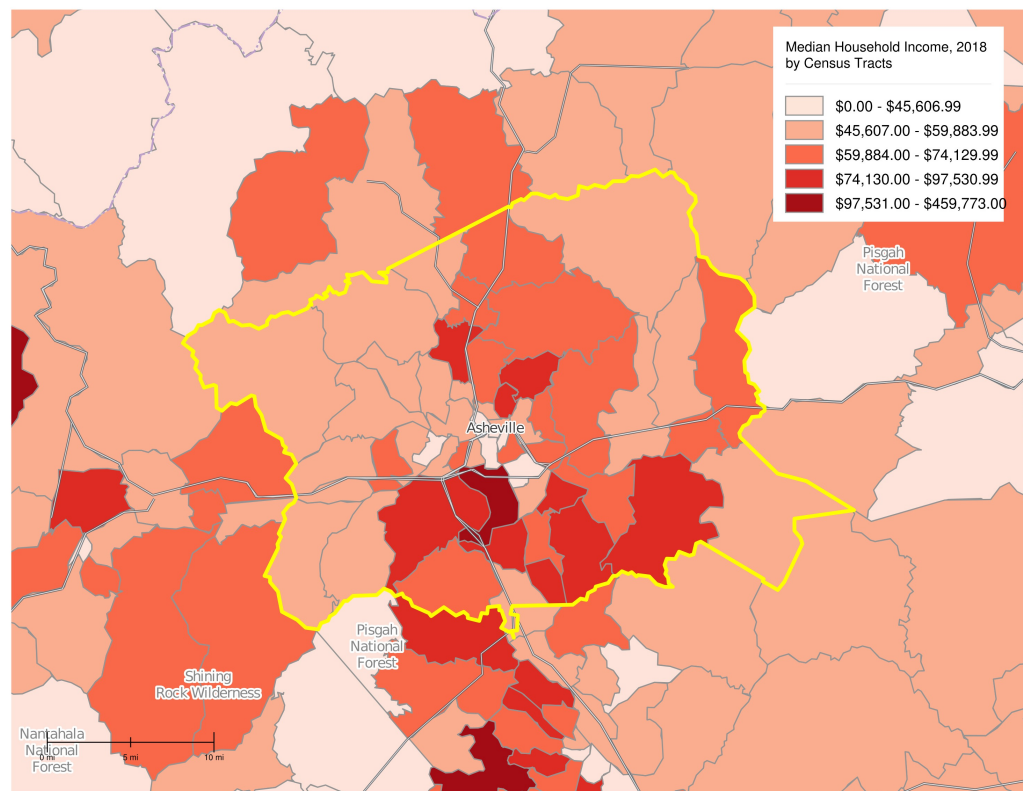 Median Household Income, 2018
by Census Tracts
$0.00 - $45,606.99
$45,607.00 - $59,883.99
$59,884.00 - $74,129.99
$74,130.00 - $97,530.99
$97,531.00 - $459,773.00
Pisgah
National
Forest
Asheville
Pisgah
National
Forest
Shining
Rock Wilderness
Nantahala
National
Forest
0 mi
5 mi
10 mi